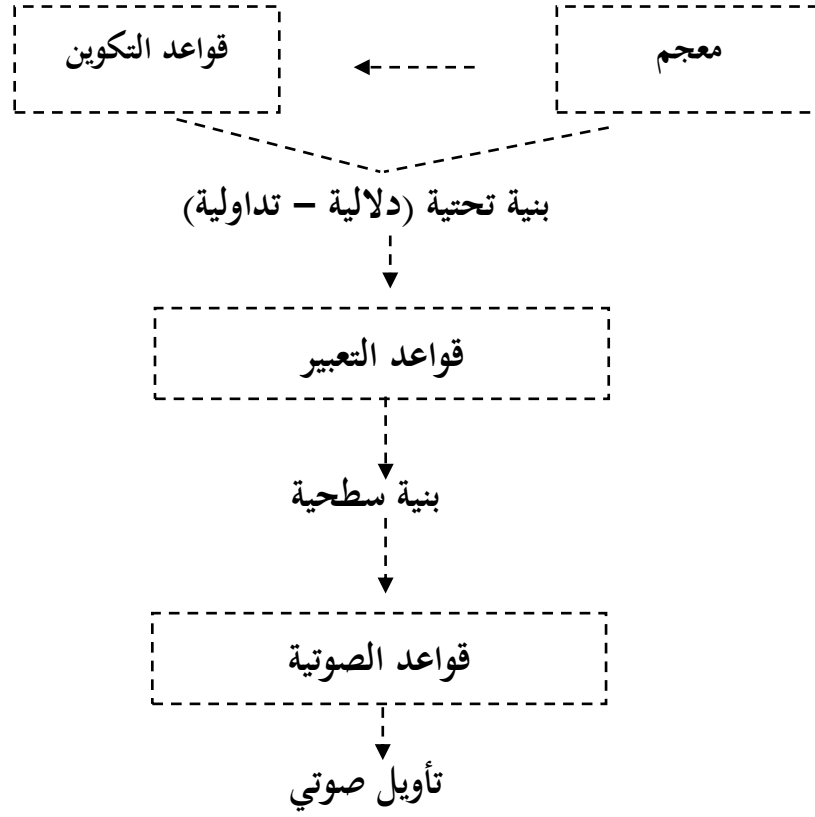 معجم
قواعد التكوين
بنية تحتية (دلالية – تداولية)
قواعد التعبير
بنية سطحية
قواعد الصوتية
تأويل صوتي